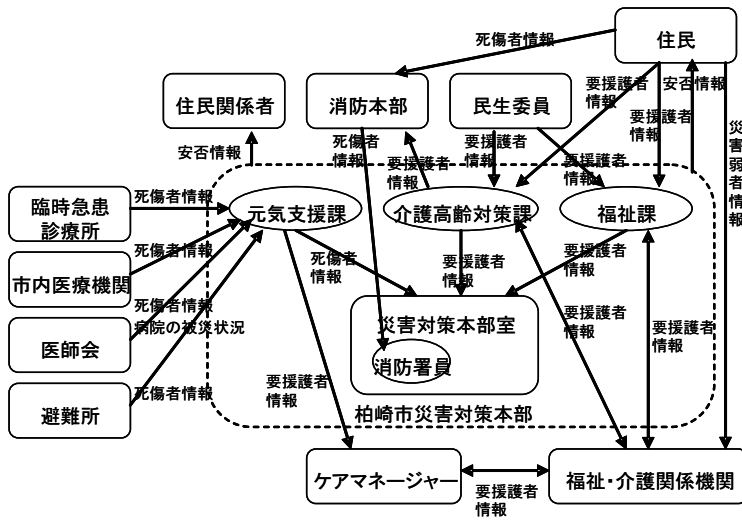 住民
死傷者情報
住民関係者
消防本部
民生委員
要援護者
情報
安否情報
要援護者
情報
災害弱者情報
安否情報
死傷者
情報
要援護者
情報
要援護者
情報
要援護者
情報
臨時急患
診療所
死傷者情報
元気支援課
介護高齢対策課
福祉課
市内医療機関
死傷者情報
死傷者
情報
要援護者
情報
要援護者
情報
医師会
死傷者情報
病院の被災状況
災害対策本部室
消防署員
要援護者
情報
要援護者
情報
避難所
死傷者情報
要援護者
情報
柏崎市災害対策本部
ケアマネージャー
要援護者
情報
福祉・介護関係機関